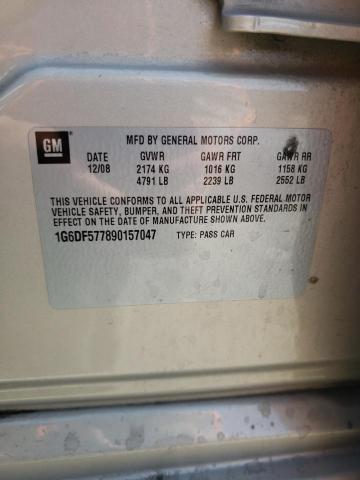 GM
MFD BY GENERAL MOTORS CORP.
DATE GVWR GAWR FRT GAWR RR
12/08 2174 KG 1016 KG 1158 KG
4791 LB 2239 LB 2552 LB
THIS VEHICLE CONFORMS TO ALL APPLICABLE U.S. FEDERAL MOTOR
VEHICLE SAFETY, BUMPER, AND THEFT PREVENTION STANDARDS IN
EFFECT ON THE DATE OF MANUFACTURE SHOWN ABOVE.
1G6DF577890157047 TYPE: PASS CAR